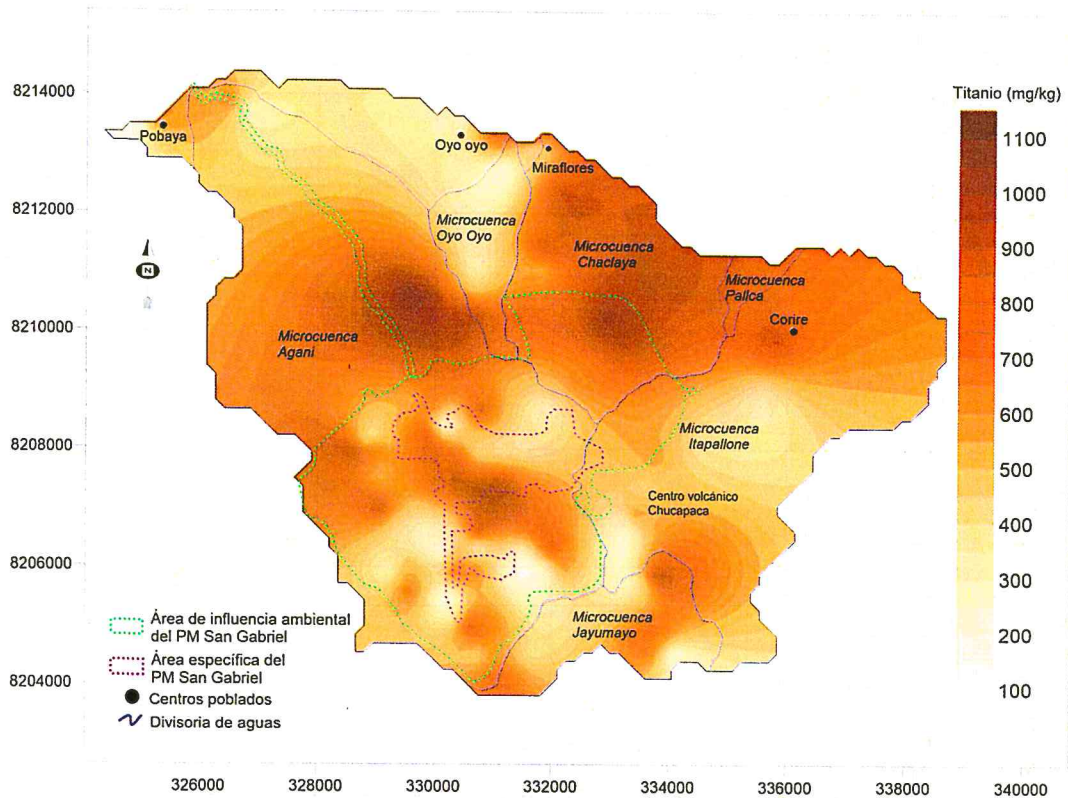 Titanio (mg/kg)
8214000
8212000
8210000
8208000
8206000
8204000
Pobaya
Oyo oyo
Miraflores
Microcuenca
Oyo Oyo
Microcuenca
Chaclaya
Microcuenca
Pallca
Corire
Microcuenca
Agani
Microcuenca
Itapallone
Centro volcánico
Chucapaca
Microcuenca
Jayumayo
N
1100
1000
900
800
700
600
500
400
300
200
100
Área de influencia ambiental
del PM San Gabriel
Área específica del
PM San Gabriel
Centros poblados
Divisoria de aguas
326000
328000
330000
332000
334000
336000
338000
340000